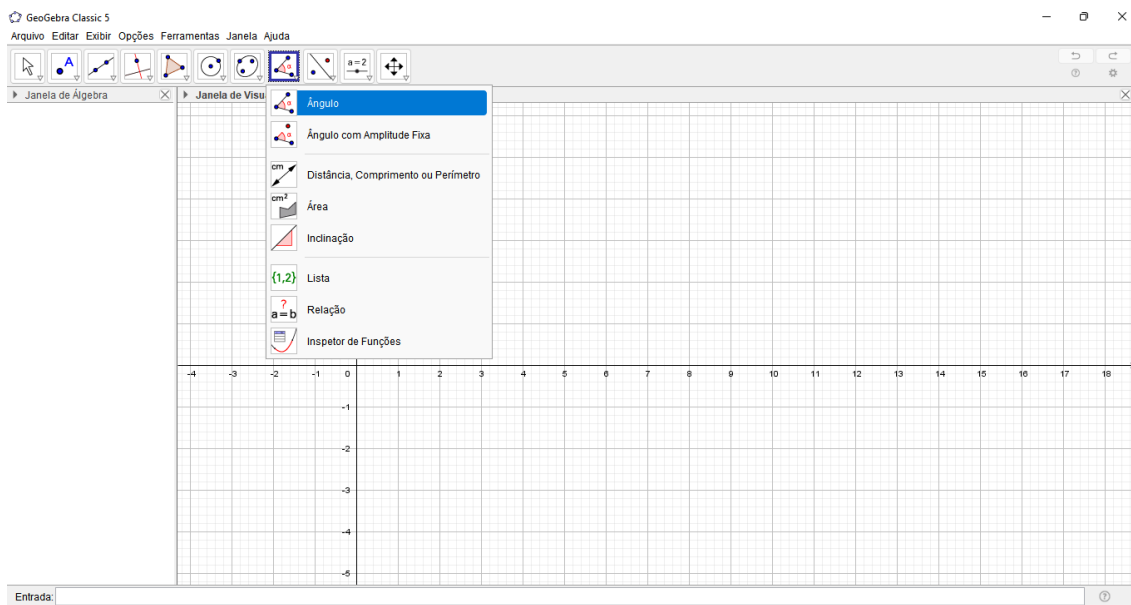 GeoGebra Classic 5
Arquivo Editar Exibir Opções Ferramentas Janela Ajuda
A
a=2
Janela de Álgebra
Janela de Visu
Ângulo
Ângulo com Amplitude Fixa
cm
Distância, Comprimento ou Perímetro
cm²
Área
Inclinação
{1,2}
Lista
?
a=b
Relação
Inspetor de Funções
-4 -3 -2 -1 0 1 2 3 4 5 6 7 8 9 10 11 12 13 14 15 16 17 18
-1
-2
-3
-4
-5
Entrada: